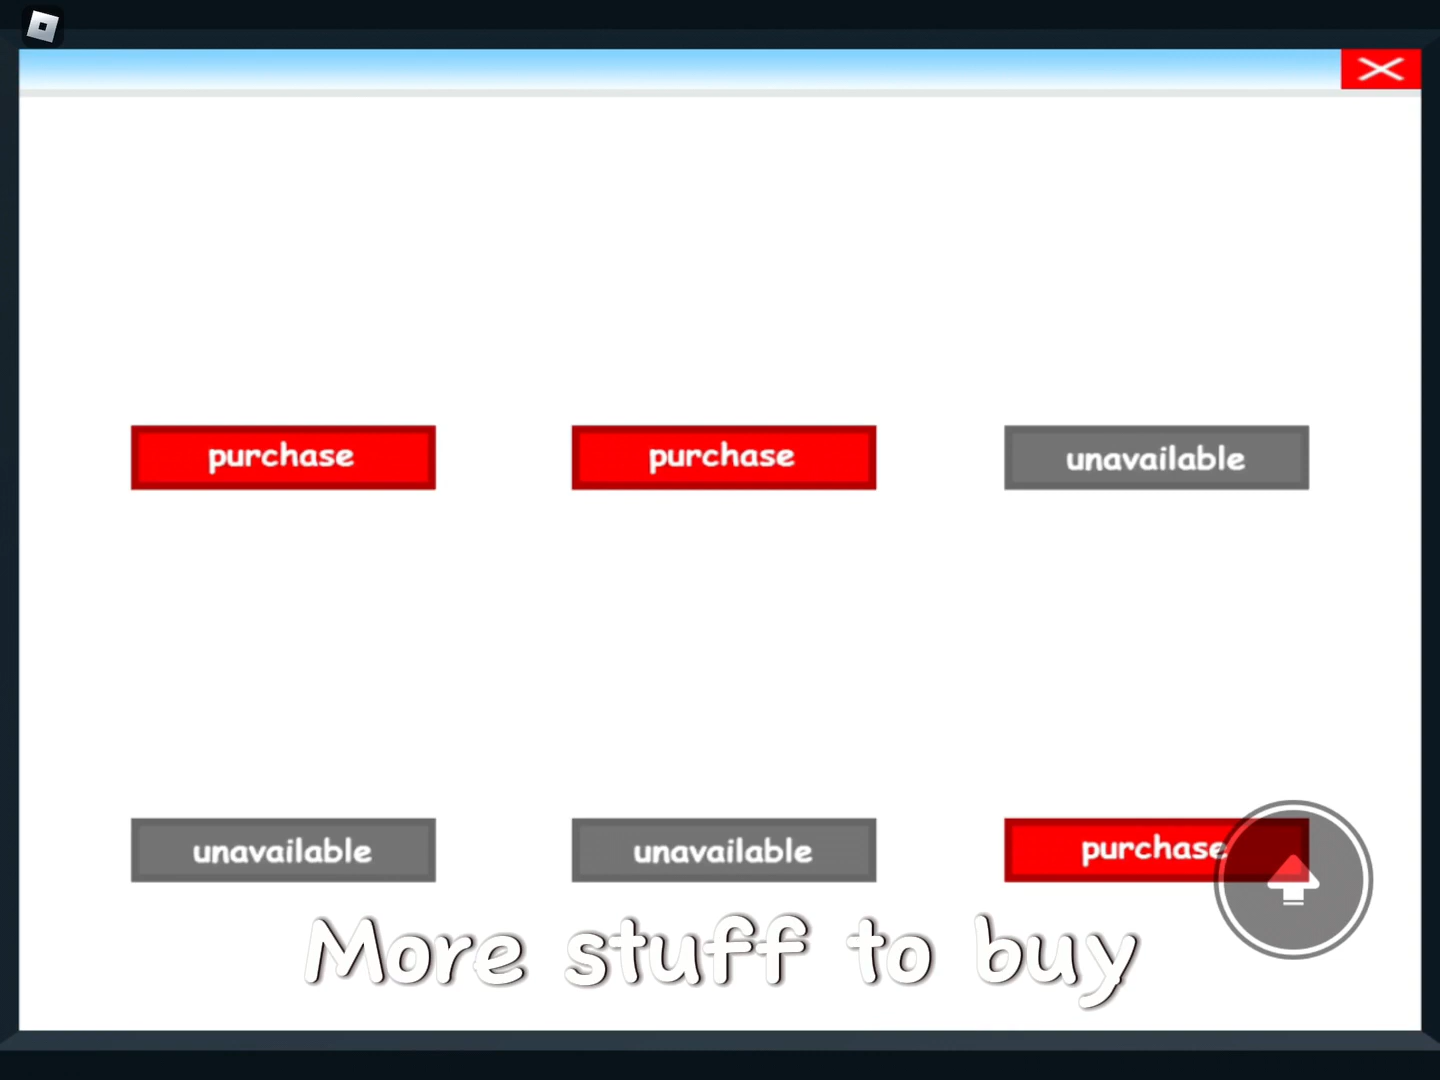 purchase
purchase
unavailable
unavailable
unavailable
purchase
More stuff to buy